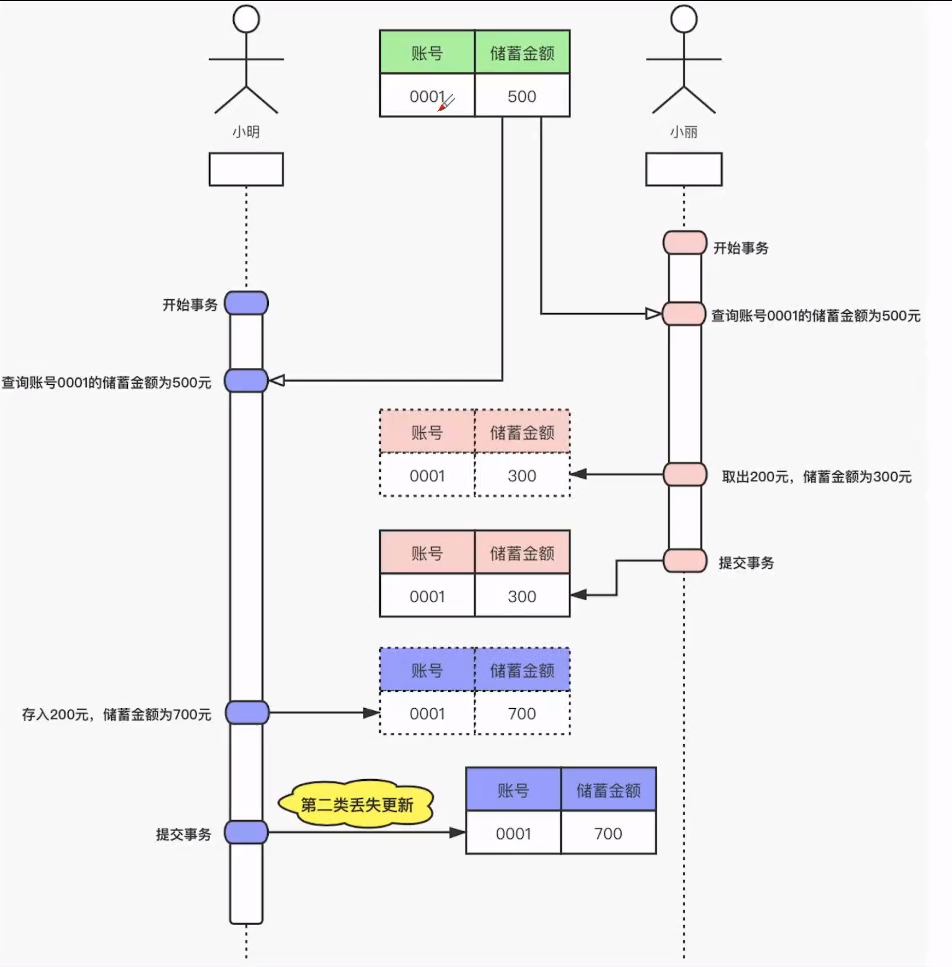 账号 储蓄金额
0001 500
小明
小丽
开始事务
开始事务
查询账号0001的储蓄金额为500元
查询账号0001的储蓄金额为500元
账号 储蓄金额
0001 300
取出200元，储蓄金额为300元
账号 储蓄金额
0001 300
提交事务
账号 储蓄金额
0001 700
存入200元，储蓄金额为700元
账号 储蓄金额
0001 700
第二类丢失更新
提交事务